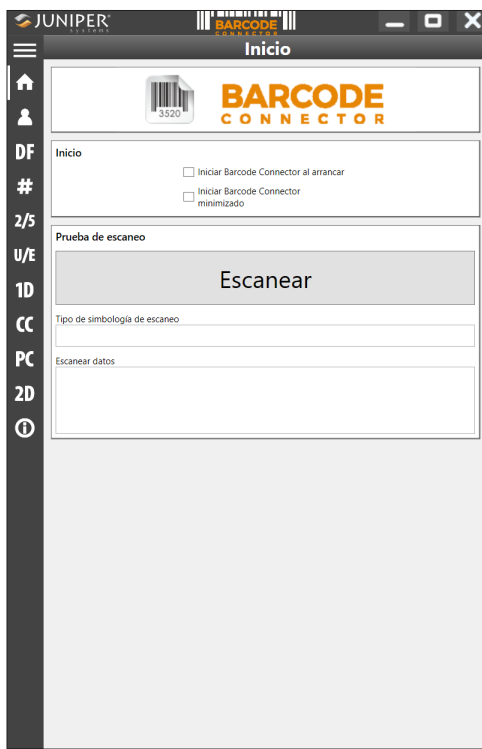 JUNIPER
systems
BARCODE
CONNECTOR
Inicio
3520
BARCODE
CONNECTOR
DF
#
2/5
U/E
1D
CC
PC
2D
Inicio
Iniciar Barcode Connector al arrancar
Iniciar Barcode Connector
minimizado
Prueba de escaneo
Escanear
Tipo de simbología de escaneo
Escanear datos